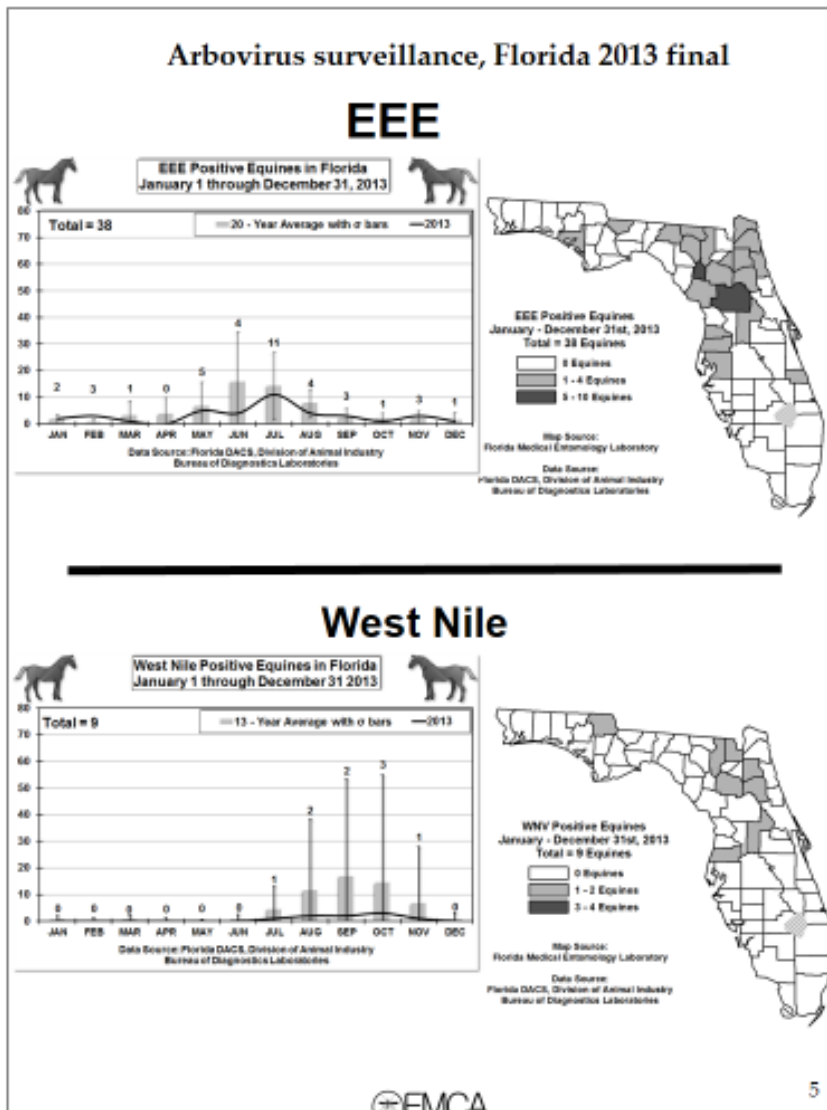 Arbovirus surveillance, Florida 2013 final
EEE
EEE Positive Equines in Florida
January 1 through December 31, 2013
80
70
60
50
40
30
20
10
0
Total = 38
20 - Year Average with σ bars
2013
2
3
1
0
5
4
11
4
3
1
3
1
JAN FEB MAR APR MAY JUN JUL AUG SEP OCT NOV DEC
Data Source: Florida DACS, Division of Animal Industry
Bureau of Diagnostics Laboratories
EEE Positive Equines
January - December 31st, 2013
Total = 38 Equines
0 Equines
1 - 4 Equines
5 - 10 Equines
Map Source:
Florida Medical Entomology Laboratory
Data Source:
Florida DACS, Division of Animal Industry
Bureau of Diagnostics Laboratories
West Nile
West Nile Positive Equines in Florida
January 1 through December 31 2013
80
70
60
50
40
30
20
10
0
Total = 9
13 - Year Average with σ bars
2013
0
0
0
0
0
0
1
2
2
3
1
0
JAN FEB MAR APR MAY JUN JUL AUG SEP OCT NOV DEC
Data Source: Florida DACS, Division of Animal Industry
Bureau of Diagnostics Laboratories
WNV Positive Equines
January - December 31st, 2013
Total = 9 Equines
0 Equines
1 - 2 Equines
3 - 4 Equines
Map Source:
Florida Medical Entomology Laboratory
Data Source:
Florida DACS, Division of Animal Industry
Bureau of Diagnostics Laboratories
FMCA
5